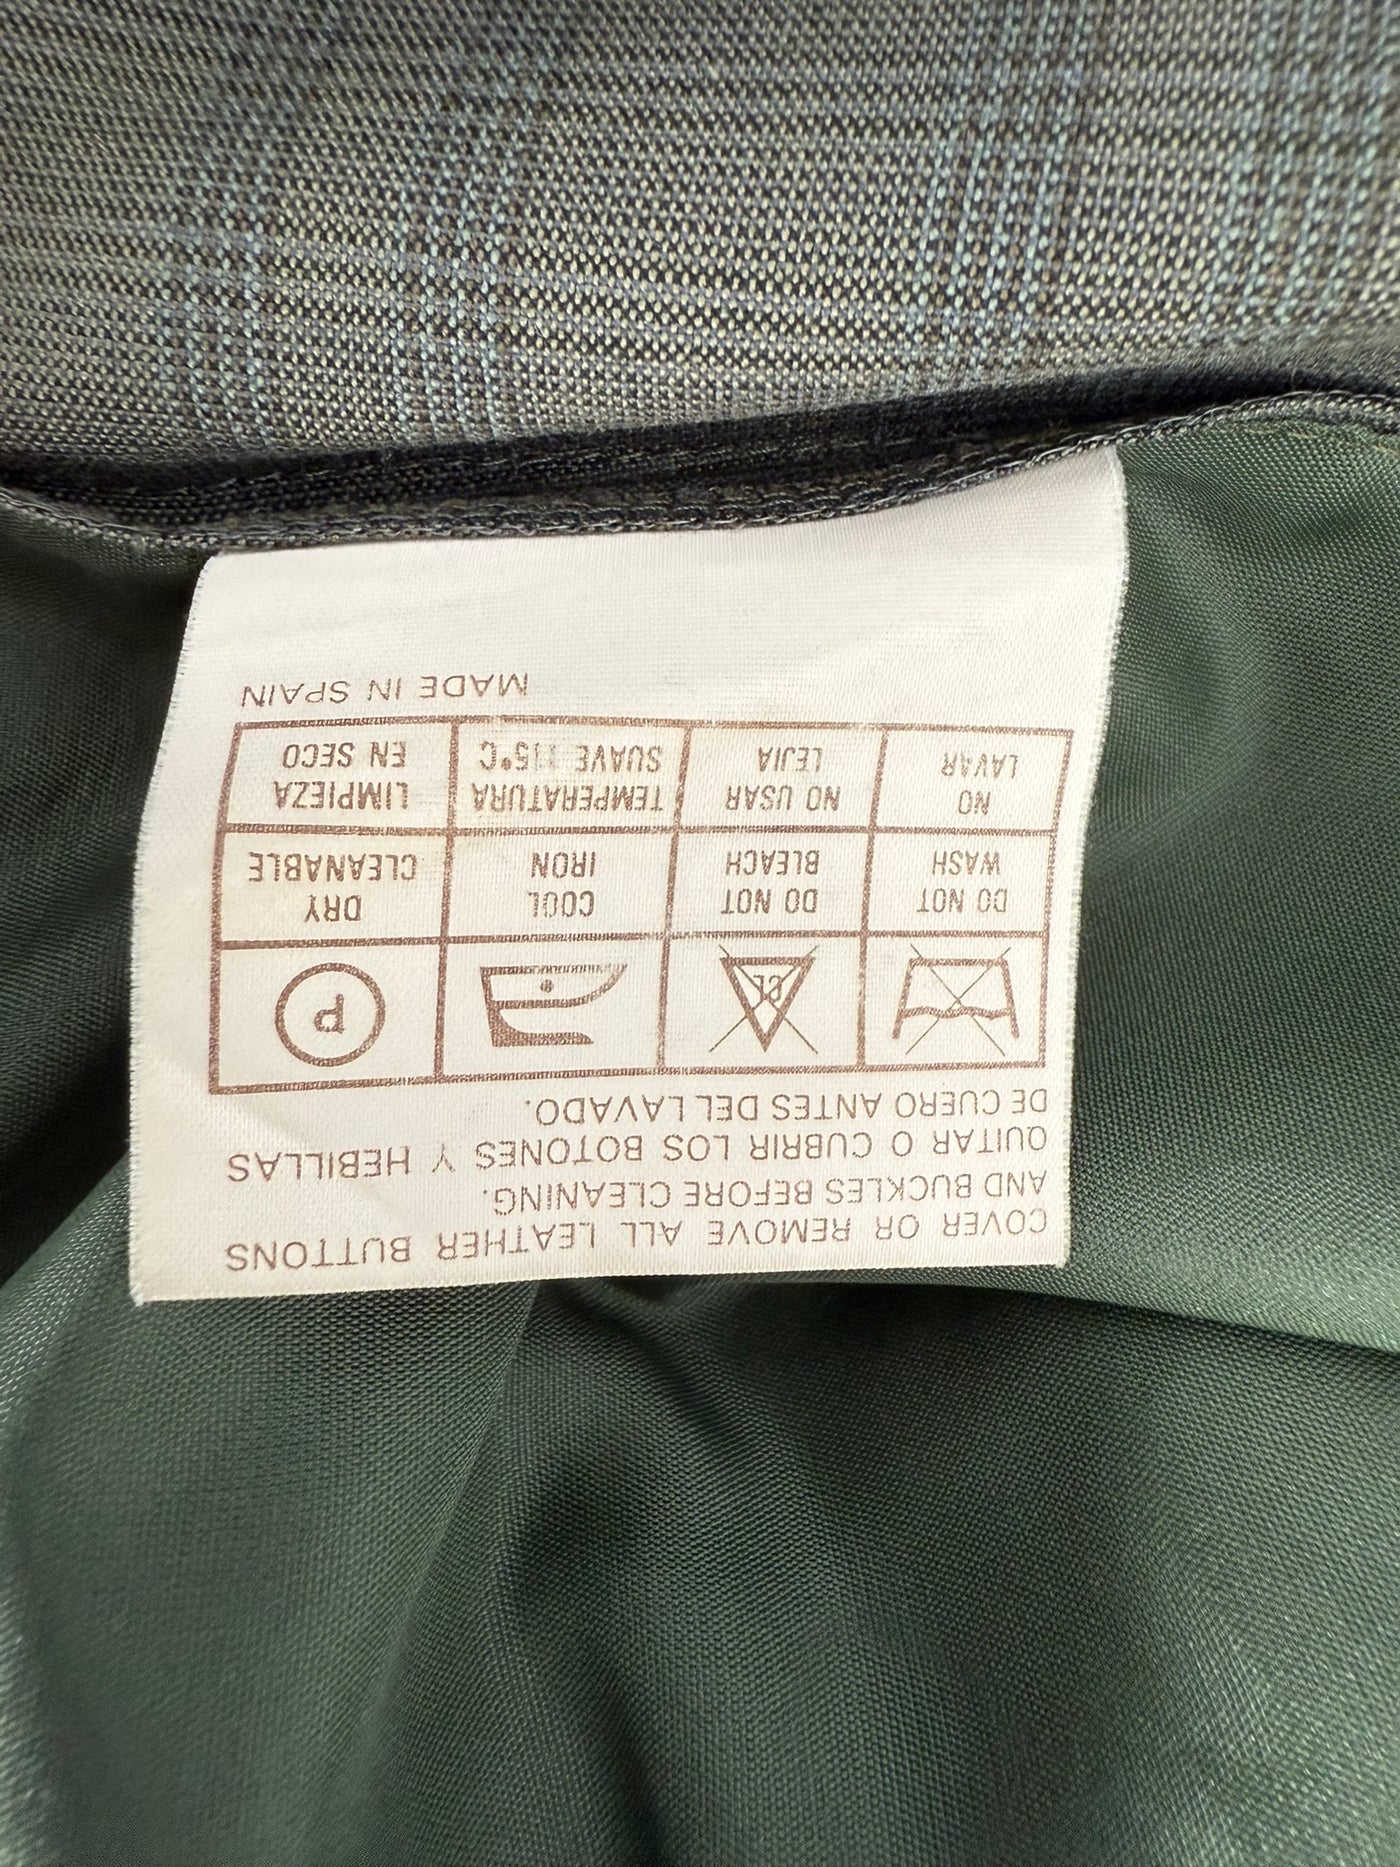 COVER OR REMOVE ALL LEATHER BUTTONS
AND BUCKLES BEFORE CLEANING.
QUITAR O CUBRIR LOS BOTONES Y HEBILLAS
DE CUERO ANTES DEL LAVADO.
CL
P
DO NOT
WASH
DO NOT
BLEACH
COOL
IRON
DRY
CLEANABLE
NO
LAVAR
NO USAR
LEJIA
TEMPERATURA
SUAVE 115°C
LIMPIEZA
EN SECO
MADE IN SPAIN